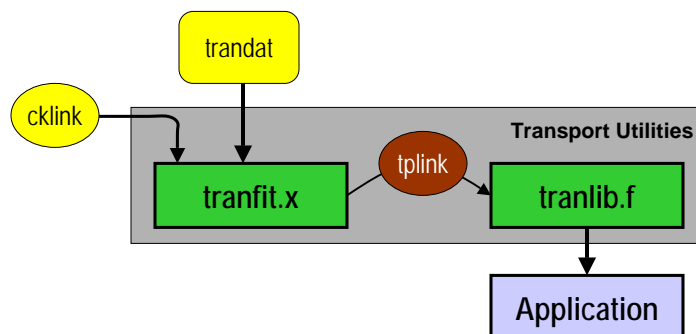 trandat
cklink
Transport Utilities
tplink
tranfit.x
tranlib.f
Application